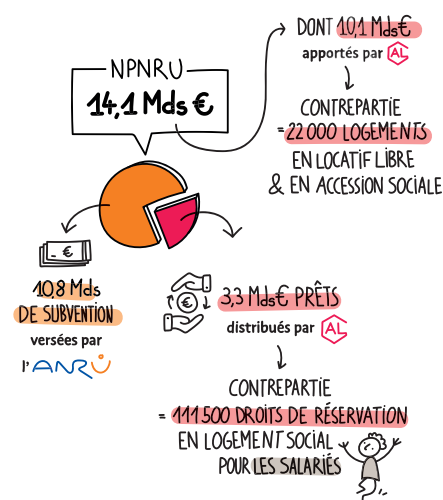 NPNRU
14,1 Mds €
DONT 10,1 Mds€
apportés par AL
CONTREPARTIE
= 22 000 LOGEMENTS
EN LOCATIF LIBRE
& EN ACCESSION SOCIALE
€
10,8 Mds
DE SUBVENTION
versées par
l'ANRU
€
3,3 Mds€ PRÊTS
distribués par AL
CONTREPARTIE
= 111 500 DROITS DE RÉSERVATION
EN LOGEMENT SOCIAL
POUR LES SALARIÉS